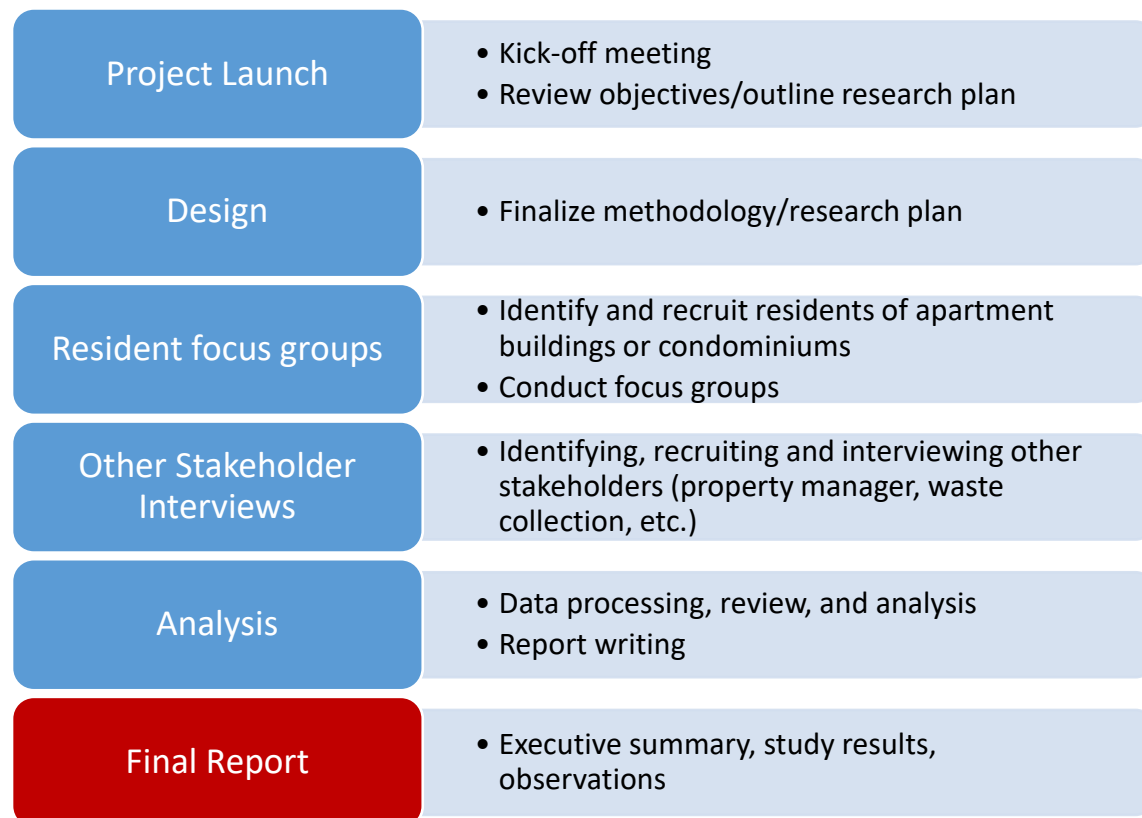 Project Launch
• Kick-off meeting
• Review objectives/outline research plan
Design
• Finalize methodology/research plan
Resident focus groups
• Identify and recruit residents of apartment
buildings or condominiums
• Conduct focus groups
Other Stakeholder
Interviews
• Identifying, recruiting and interviewing other
stakeholders (property manager, waste
collection, etc.)
Analysis
• Data processing, review, and analysis
• Report writing
Final Report
• Executive summary, study results,
observations